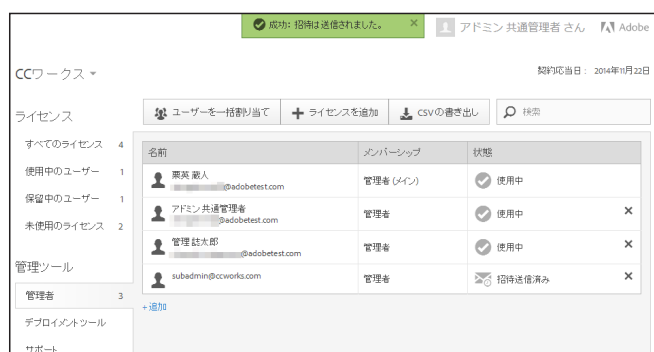 成功: 招待は送信されました。 ×
アドミン 共通管理者 さん Adobe
CCワークス
契約応当日： 2014年11月22日
ライセンス
ユーザーを一括割り当て
ライセンスを追加
CSVの書き出し
検索
すべてのライセンス 4
使用中のユーザー 1
保留中のユーザー 1
未使用のライセンス 2
管理ツール
管理者 3
デプロイメントツール
サポート
名前 メンバーシップ 状態
栗英 蔵人
@adobetest.com
管理者 (メイン) 使用中
アドミン 共通管理者
@adobetest.com
管理者 使用中 ×
管理 誌太郎
@adobetest.com
管理者 使用中 ×
subadmin@ccworks.com
管理者 招待送信済み ×
+追加